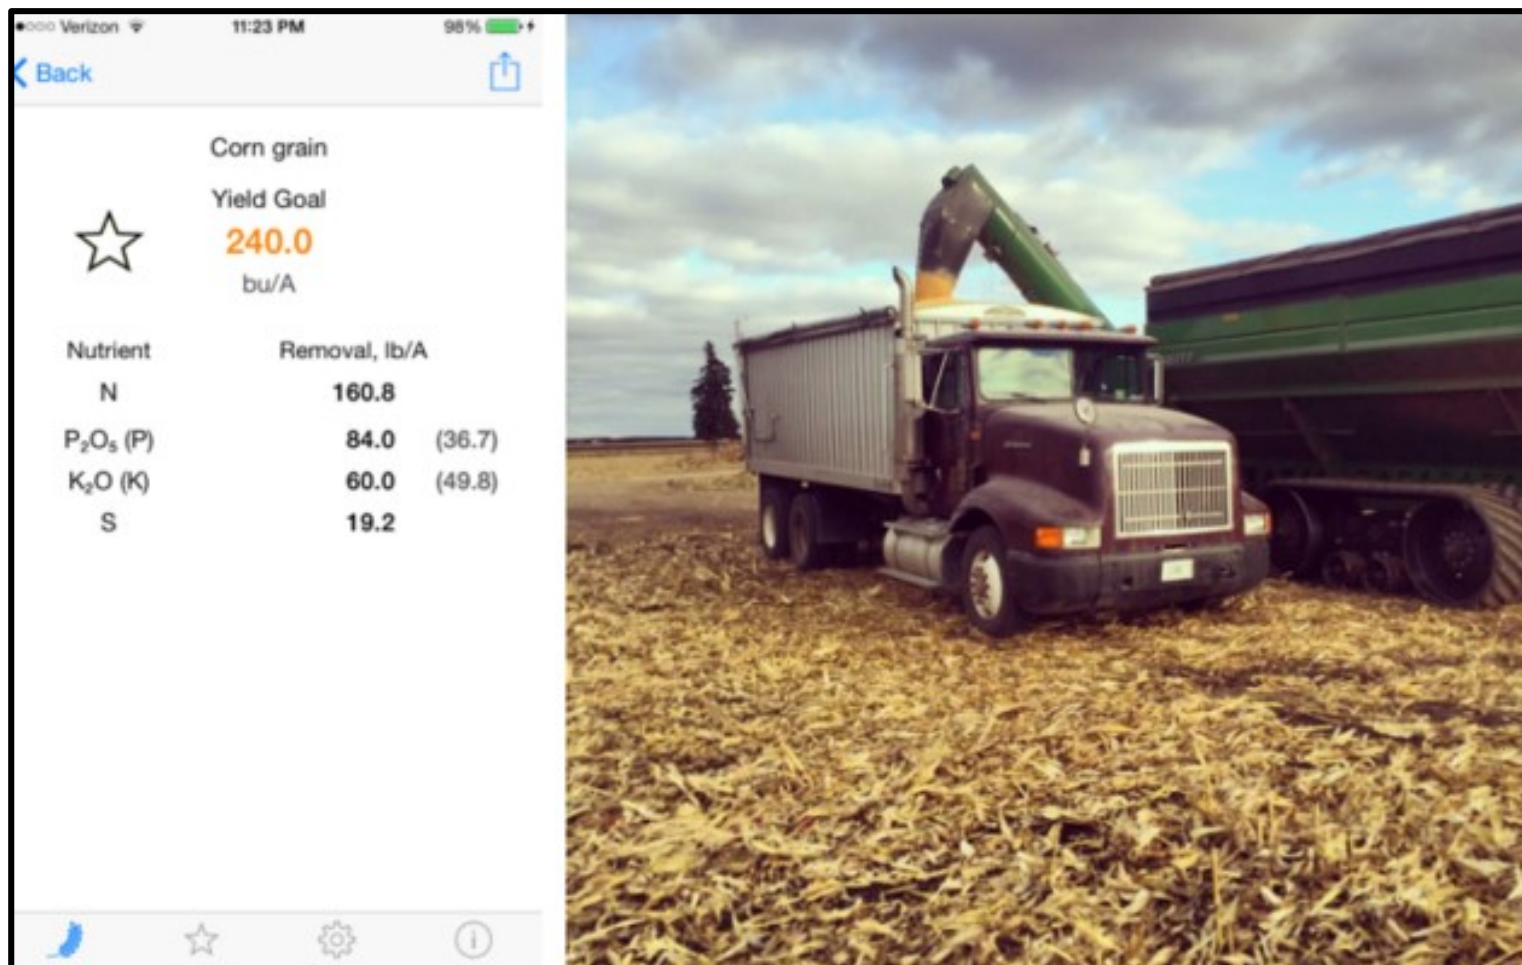 Verizon 11:23 PM 98%
Back
Corn grain
Yield Goal
240.0
bu/A
Nutrient Removal, lb/A
N 160.8
P₂O₅ (P) 84.0 (36.7)
K₂O (K) 60.0 (49.8)
S 19.2